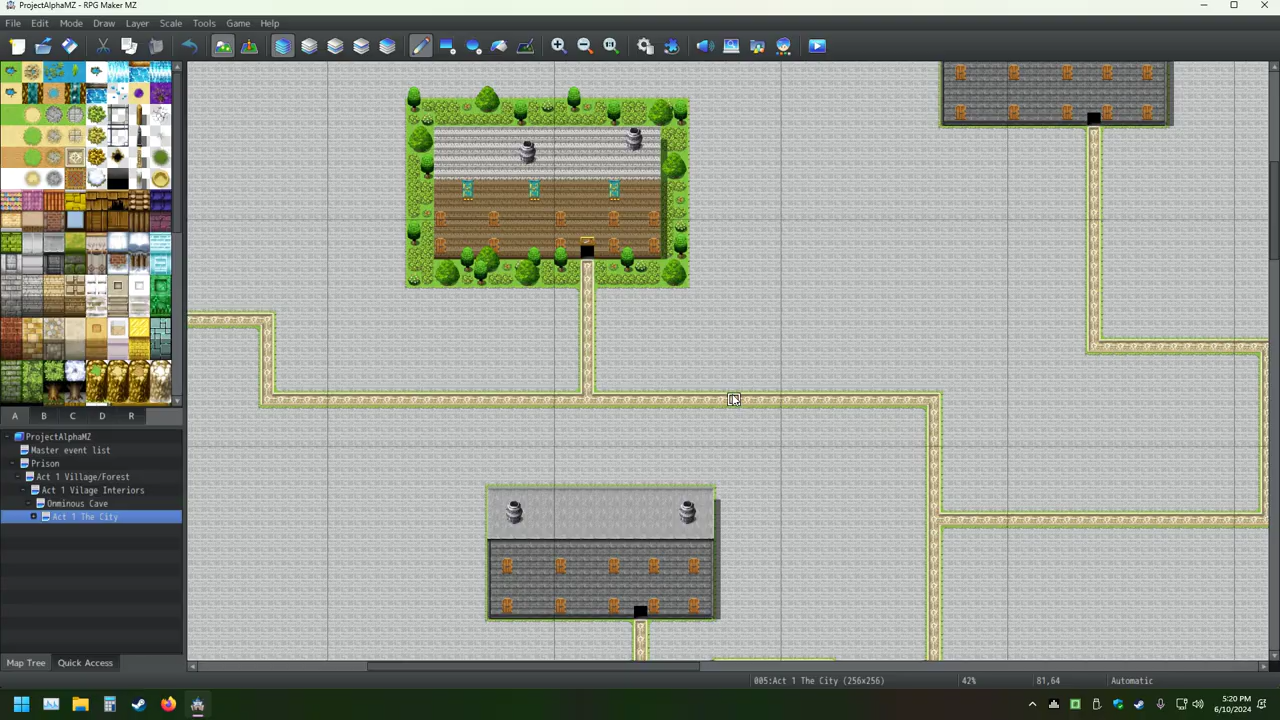 ProjectAlphaMZ - RPG Maker MZ
File Edit Mode Draw Layer Scale Tools Game Help
A B C D R
ProjectAlphaMZ
Master event list
Prison
Act 1 Village/Forest
Act 1 Vilage Interiors
Onminous Cave
Act 1 The City
Map Tree Quick Access
005:Act 1 The City (256x256) 42% 81,64 Automatic
5:20 PM
6/10/2024